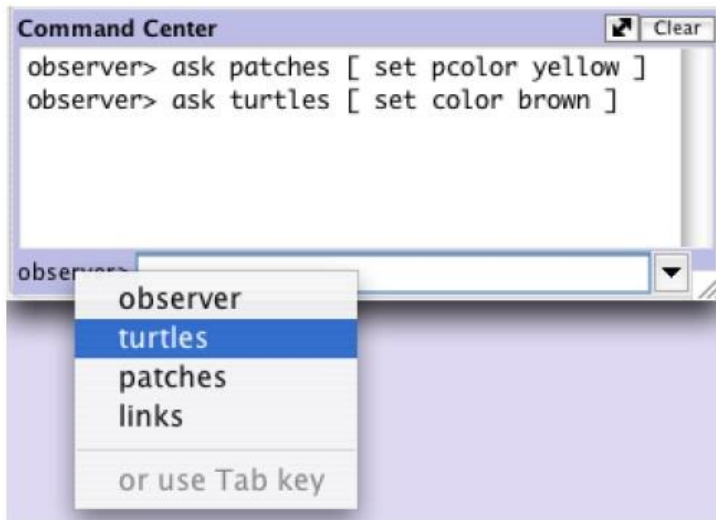 Command Center Clear
observer> ask patches [ set pcolor yellow ]
observer> ask turtles [ set color brown ]
observer>
observer
turtles
patches
links
or use Tab key